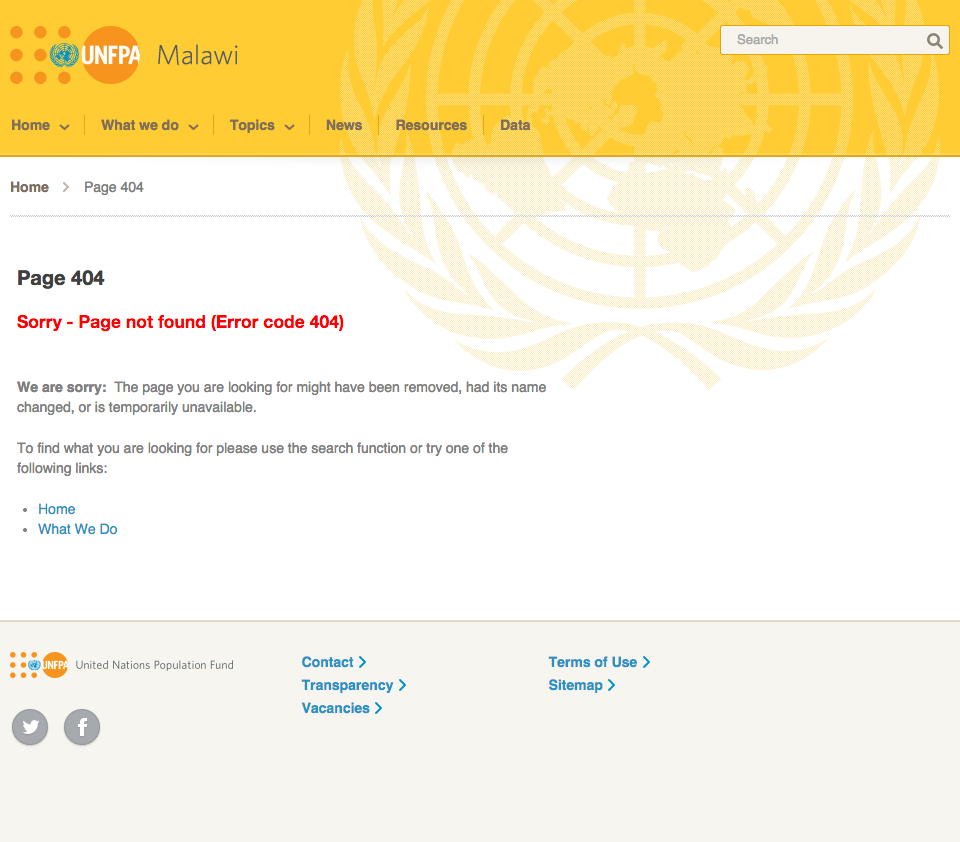 UNFPA Malawi
Search
Home
What we do
Topics
News
Resources
Data
Home
Page 404
Page 404
Sorry - Page not found (Error code 404)
We are sorry: The page you are looking for might have been removed, had its name
changed, or is temporarily unavailable.
To find what you are looking for please use the search function or try one of the
following links:
Home
What We Do
UNFPA United Nations Population Fund
Contact
Transparency
Vacancies
Terms of Use
Sitemap